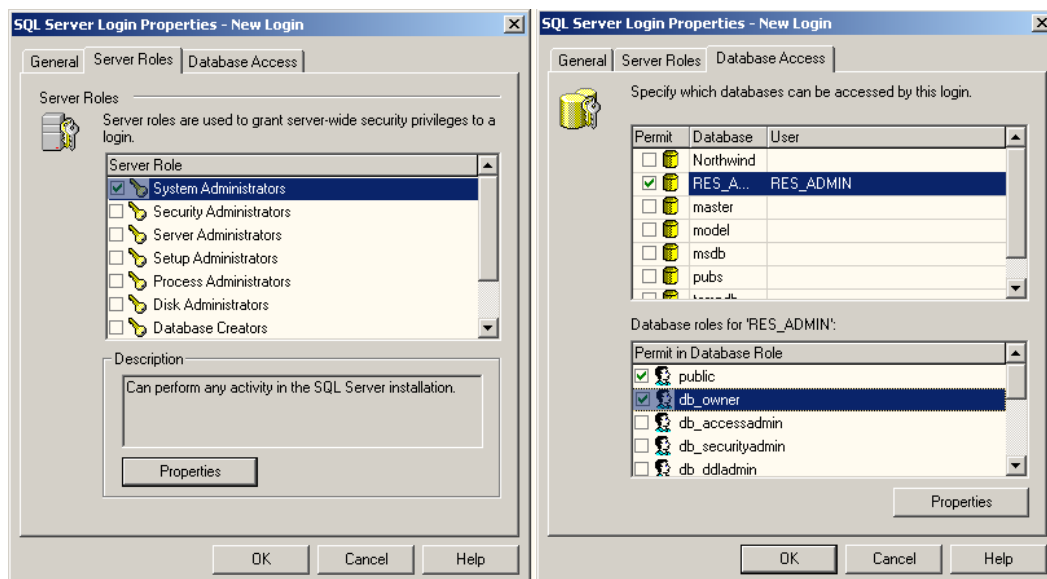 SQL Server Login Properties - New Login
General Server Roles Database Access
Server Roles
Server roles are used to grant server-wide security privileges to a
login.
Server Role
System Administrators
Security Administrators
Server Administrators
Setup Administrators
Process Administrators
Disk Administrators
Database Creators
Description
Can perform any activity in the SQL Server installation.
Properties
OK Cancel Help
SQL Server Login Properties - New Login
General Server Roles Database Access
Specify which databases can be accessed by this login.
Permit Database User
Northwind
RES_A... RES_ADMIN
master
model
msdb
pubs
Database roles for 'RES_ADMIN':
Permit in Database Role
public
db_owner
db_accessadmin
db_securityadmin
db_ddladmin
Properties
OK Cancel Help